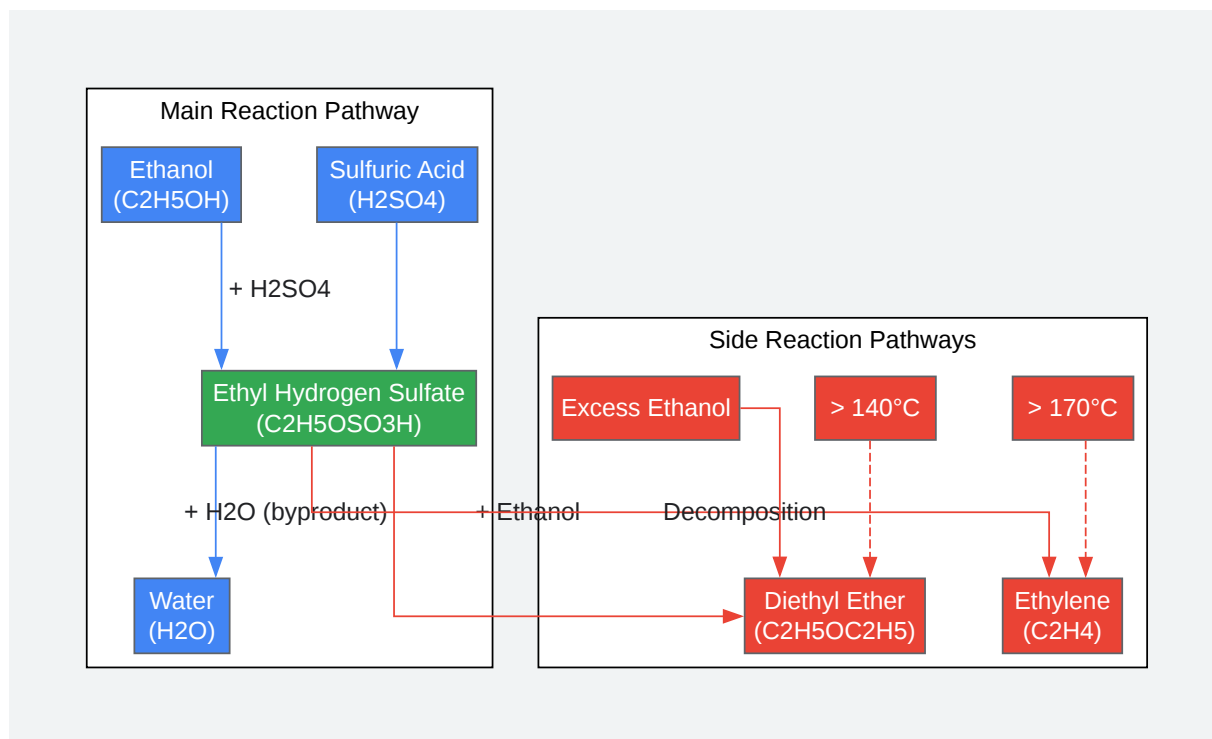 Main Reaction Pathway
Ethanol
(C2H5OH)
Sulfuric Acid
(H2SO4)
+ H2SO4
Ethyl Hydrogen Sulfate
(C2H5OSO3H)
+ H2O (byproduct)
Water
(H2O)
Side Reaction Pathways
Excess Ethanol
> 140°C
> 170°C
+ Ethanol
Decomposition
Diethyl Ether
(C2H5OC2H5)
Ethylene
(C2H4)